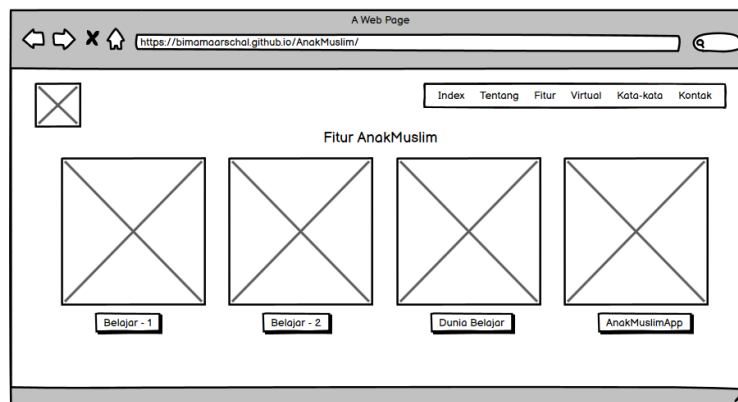 A Web Page
https://bimamaarschal.github.io/AnakMuslim/
Index Tentang Fitur Virtual Kata-kata Kontak
Fitur AnakMuslim
Belajar - 1 Belajar - 2 Dunia Belajar AnakMuslimApp